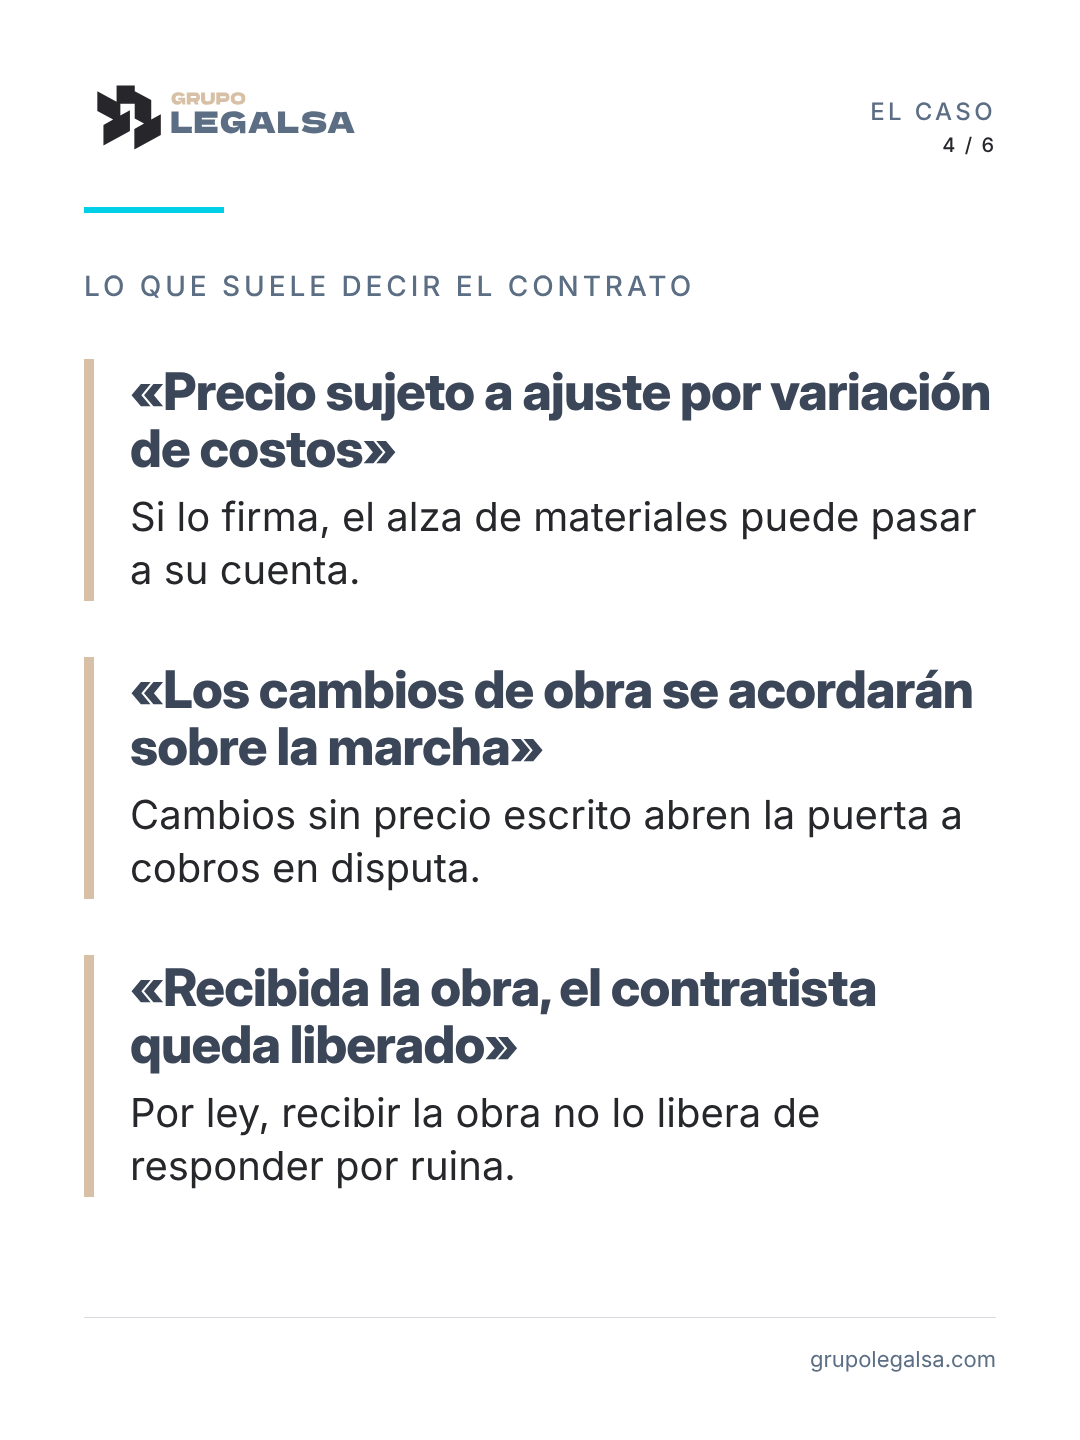 GRUPO
LEGALSA
EL CASO
4 / 6
LO QUE SUELE DECIR EL CONTRATO
«Precio sujeto a ajuste por variación
de costos»
Si lo firma, el alza de materiales puede pasar
a su cuenta.
«Los cambios de obra se acordarán
sobre la marcha»
Cambios sin precio escrito abren la puerta a
cobros en disputa.
«Recibida la obra, el contratista
queda liberado»
Por ley, recibir la obra no lo libera de
responder por ruina.
grupolegalsa.com